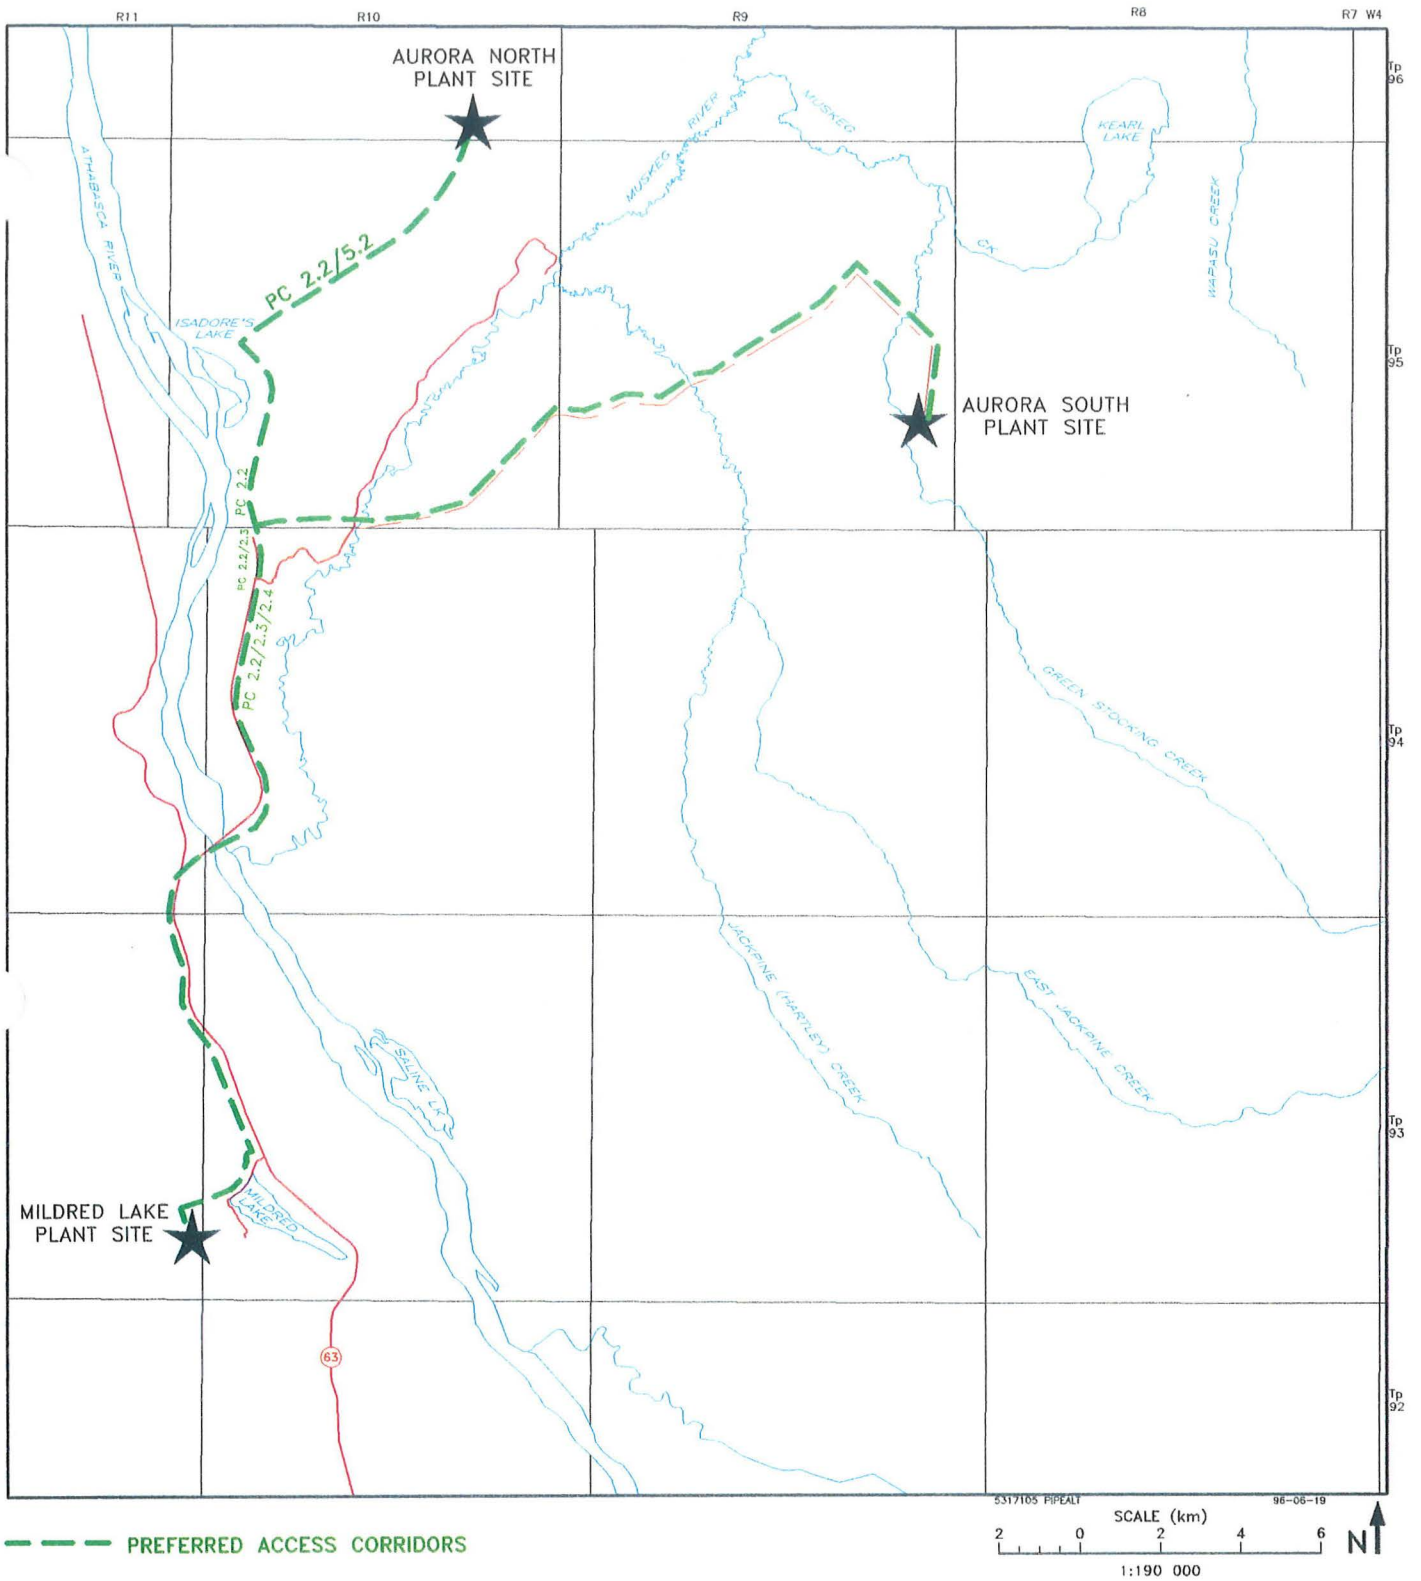 R11
R10
R9
R8
R7 W4
AURORA NORTH
PLANT SITE
Tp
96
MUSKEG RIVER
MUSKEG
CK
KEARL
LAKE
WAPASU CREEK
ATHABASCA RIVER
PC 2.2/5.2
ISADORE'S
LAKE
Tp
95
AURORA SOUTH
PLANT SITE
PC 2.2
PC 2.2/2.3
PC 2.2/2.3/2.4
GREEN STOCKING CREEK
Tp
94
JACKPINE (HARTLEY) CREEK
EAST JACKPINE CREEK
SALINE LK
Tp
93
MILDRED LAKE
PLANT SITE
MILDRED
LAKE
63
Tp
92
5317105 PIPEALT
96-06-19
PREFERRED ACCESS CORRIDORS
SCALE (km)
2 0 2 4 6
1:190 000
N